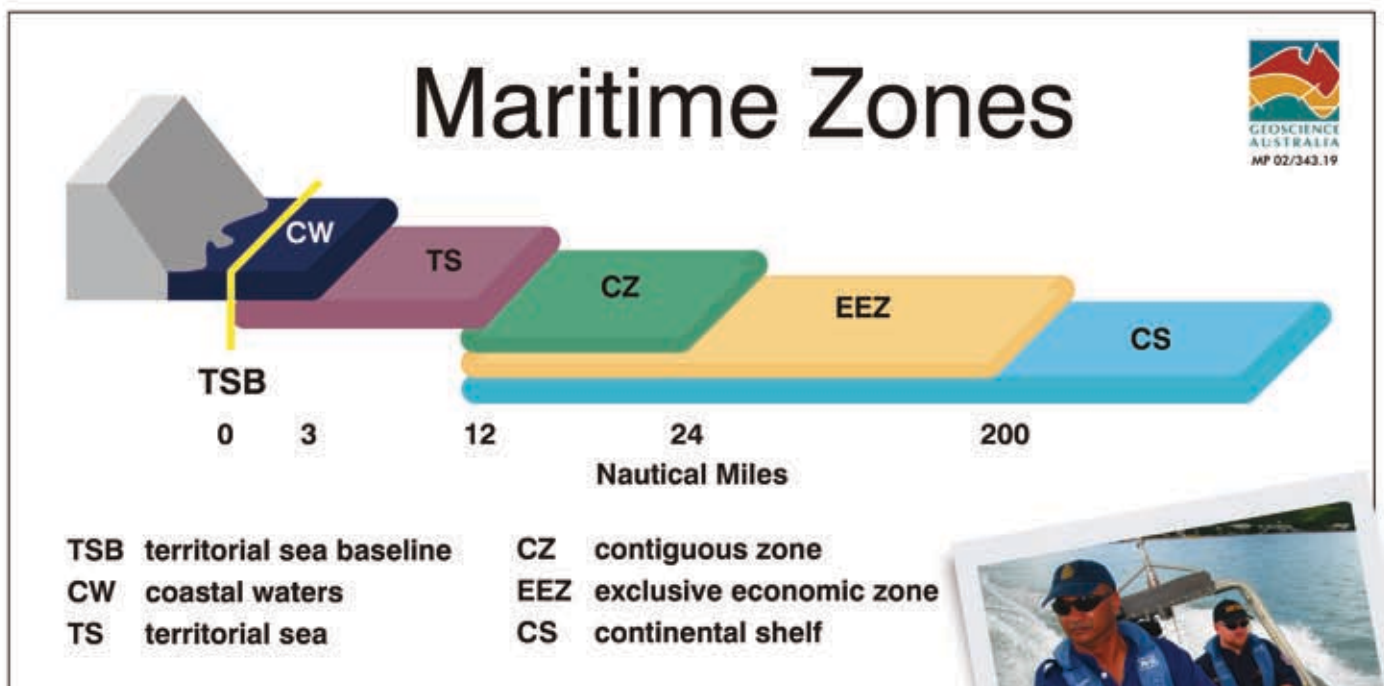 Maritime Zones
GEOSCIENCE
AUSTRALIA
MP 02/343.19
CW
TS
CZ
EEZ
CS
TSB
0 3 12 24 200
Nautical Miles
TSB territorial sea baseline
CW coastal waters
TS territorial sea
CZ contiguous zone
EEZ exclusive economic zone
CS continental shelf